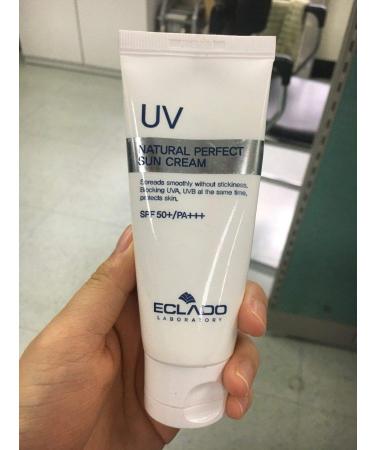 UV
NATURAL PERFECT
SUN CREAM
Spreads smoothly without stickiness,
Blocking UVA, UVB at the same time,
protects skin.
SPF 50+/PA+++
ECLADO
LABORATORY